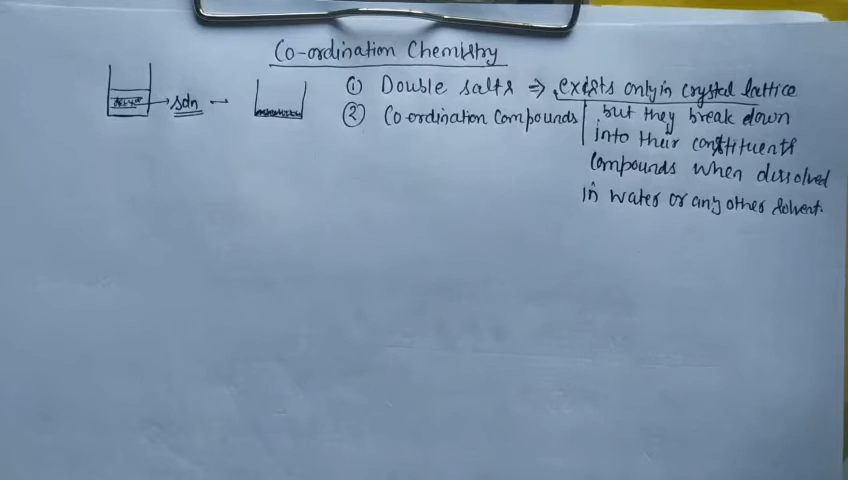 Co-ordination Chemistry
① Double salts ⇒ exists only in crystal lattice
② Co-ordination Compounds
but they break down
into their constituents
compounds when dissolved
in water or any other solvent.
soln